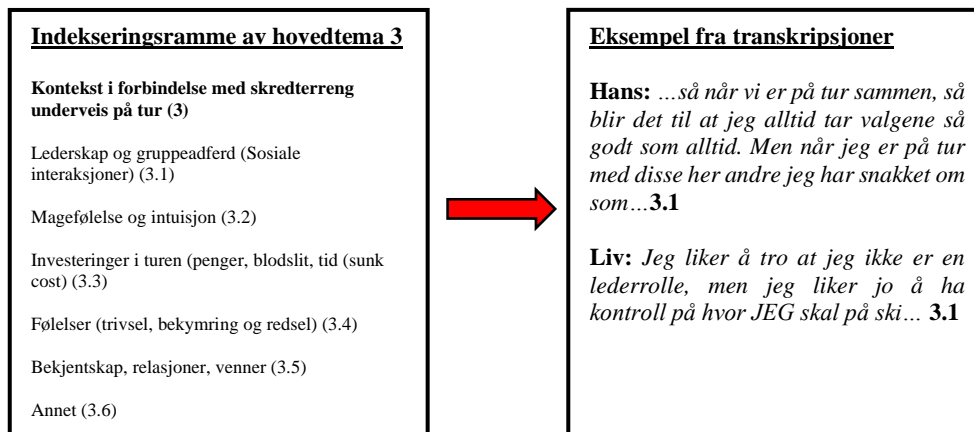 Indekseringsramme av hovedtema 3
Kontekst i forbindelse med skredterreng
underveis på tur (3)
Lederskap og gruppeadferd (Sosiale
interaksjoner) (3.1)
Magefølelse og intuisjon (3.2)
Investeringer i turen (penger, blodslit, tid (sunk
cost) (3.3)
Følelser (trivsel, bekymring og redsel) (3.4)
Bekjentskap, relasjoner, venner (3.5)
Annet (3.6)
Eksempel fra transkripsjoner
Hans: …så når vi er på tur sammen, så
blir det til at jeg alltid tar valgene så
godt som alltid. Men når jeg er på tur
med disse her andre jeg har snakket om
som…3.1
Liv: Jeg liker å tro at jeg ikke er en
lederrolle, men jeg liker jo å ha
kontroll på hvor JEG skal på ski… 3.1